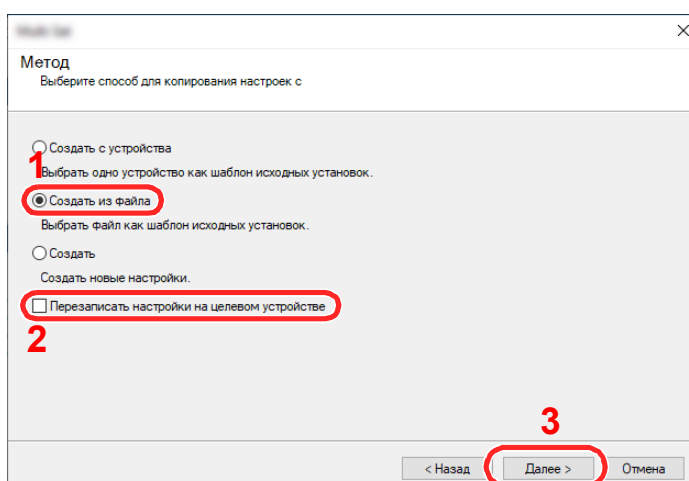 Метод
Выберите способ для копирования настроек с
Создать с устройства
1
Выбрать одно устройство как шаблон исходных установок.
Создать из файла
Выбрать файл как шаблон исходных установок.
Создать
Создать новые настройки.
Перезаписать настройки на целевом устройстве
2
3
< Назад
Далее >
Отмена